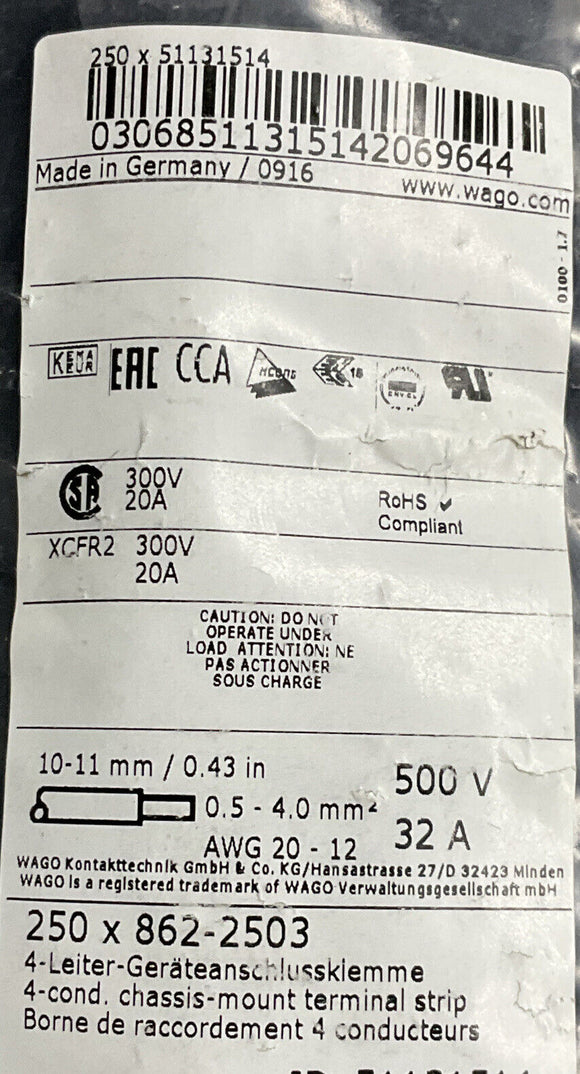 250 x 51131514
03068511315142069644
Made in Germany / 0916
www.wago.com
0100 - 1.7
KEMA
KEUR
EAC CCA
16
300V
20A
RoHS ✔
Compliant
XCFR2 300V
20A
CAUTION: DO NOT
OPERATE UNDER
LOAD ATTENTION: NE
PAS ACTIONNER
SOUS CHARGE
10-11 mm / 0.43 in
500 V
0.5 - 4.0 mm²
AWG 20 - 12
32 A
WAGO Kontakttechnik GmbH & Co. KG/Hansastrasse 27/D 32423 Minden
WAGO is a registered trademark of WAGO Verwaltungsgesellschaft mbH
250 x 862-2503
4-Leiter-Geräteanschlussklemme
4-cond. chassis-mount terminal strip
Borne de raccordement 4 conducteurs